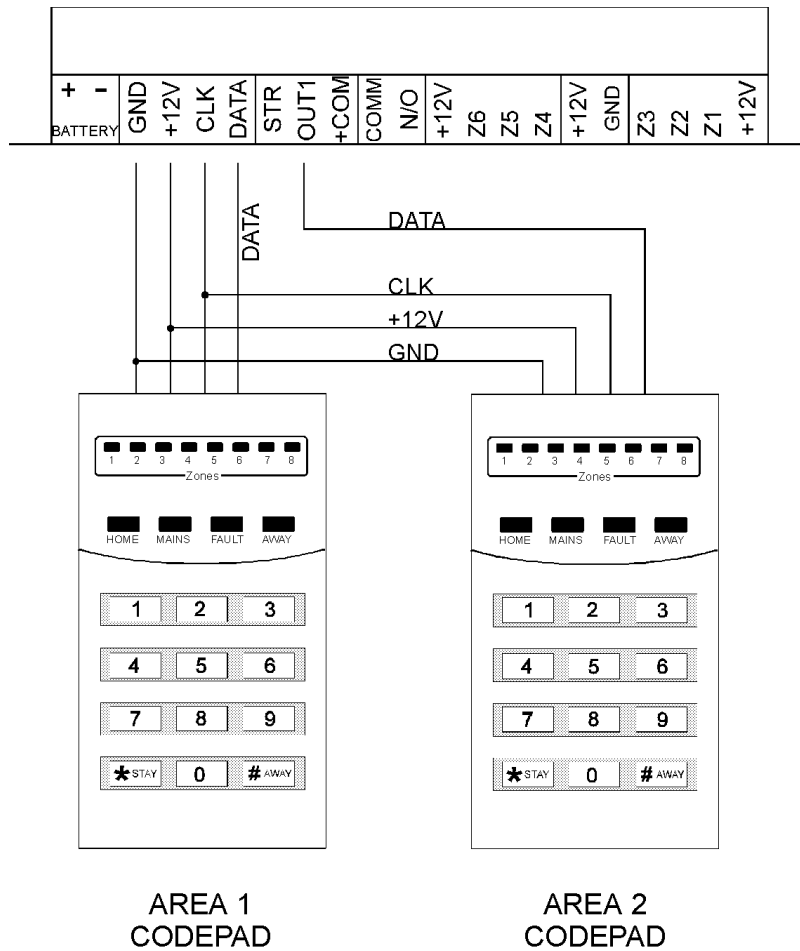 + -
BATTERY GND +12V CLK DATA STR OUT1 +COM COMM N/O +12V Z6 Z5 Z4 +12V GND Z3 Z2 Z1 +12V
DATA
DATA
CLK
+12V
GND
1 2 3 4 5 6 7 8
Zones
HOME MAINS FAULT AWAY
1 2 3
4 5 6
7 8 9
* STAY 0 # AWAY
AREA 1
CODEPAD
1 2 3 4 5 6 7 8
Zones
HOME MAINS FAULT AWAY
1 2 3
4 5 6
7 8 9
* STAY 0 # AWAY
AREA 2
CODEPAD